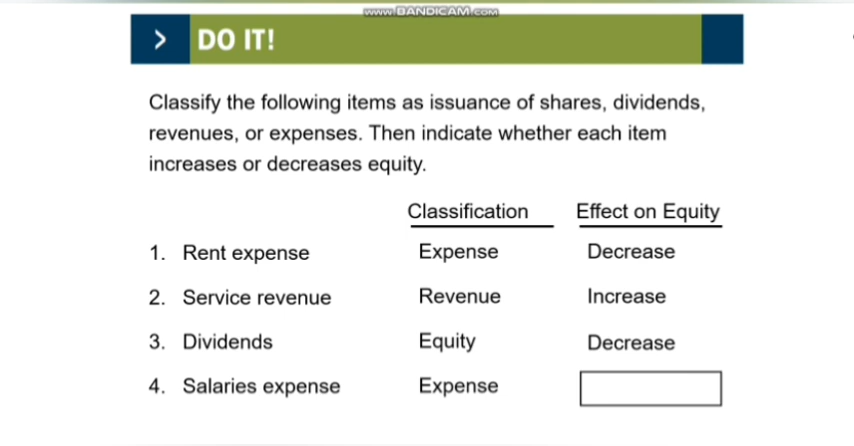 www.BANDICAM.COM
> DO IT!
Classify the following items as issuance of shares, dividends,
revenues, or expenses. Then indicate whether each item
increases or decreases equity.
Classification Effect on Equity
1. Rent expense Expense Decrease
2. Service revenue Revenue Increase
3. Dividends Equity Decrease
4. Salaries expense Expense